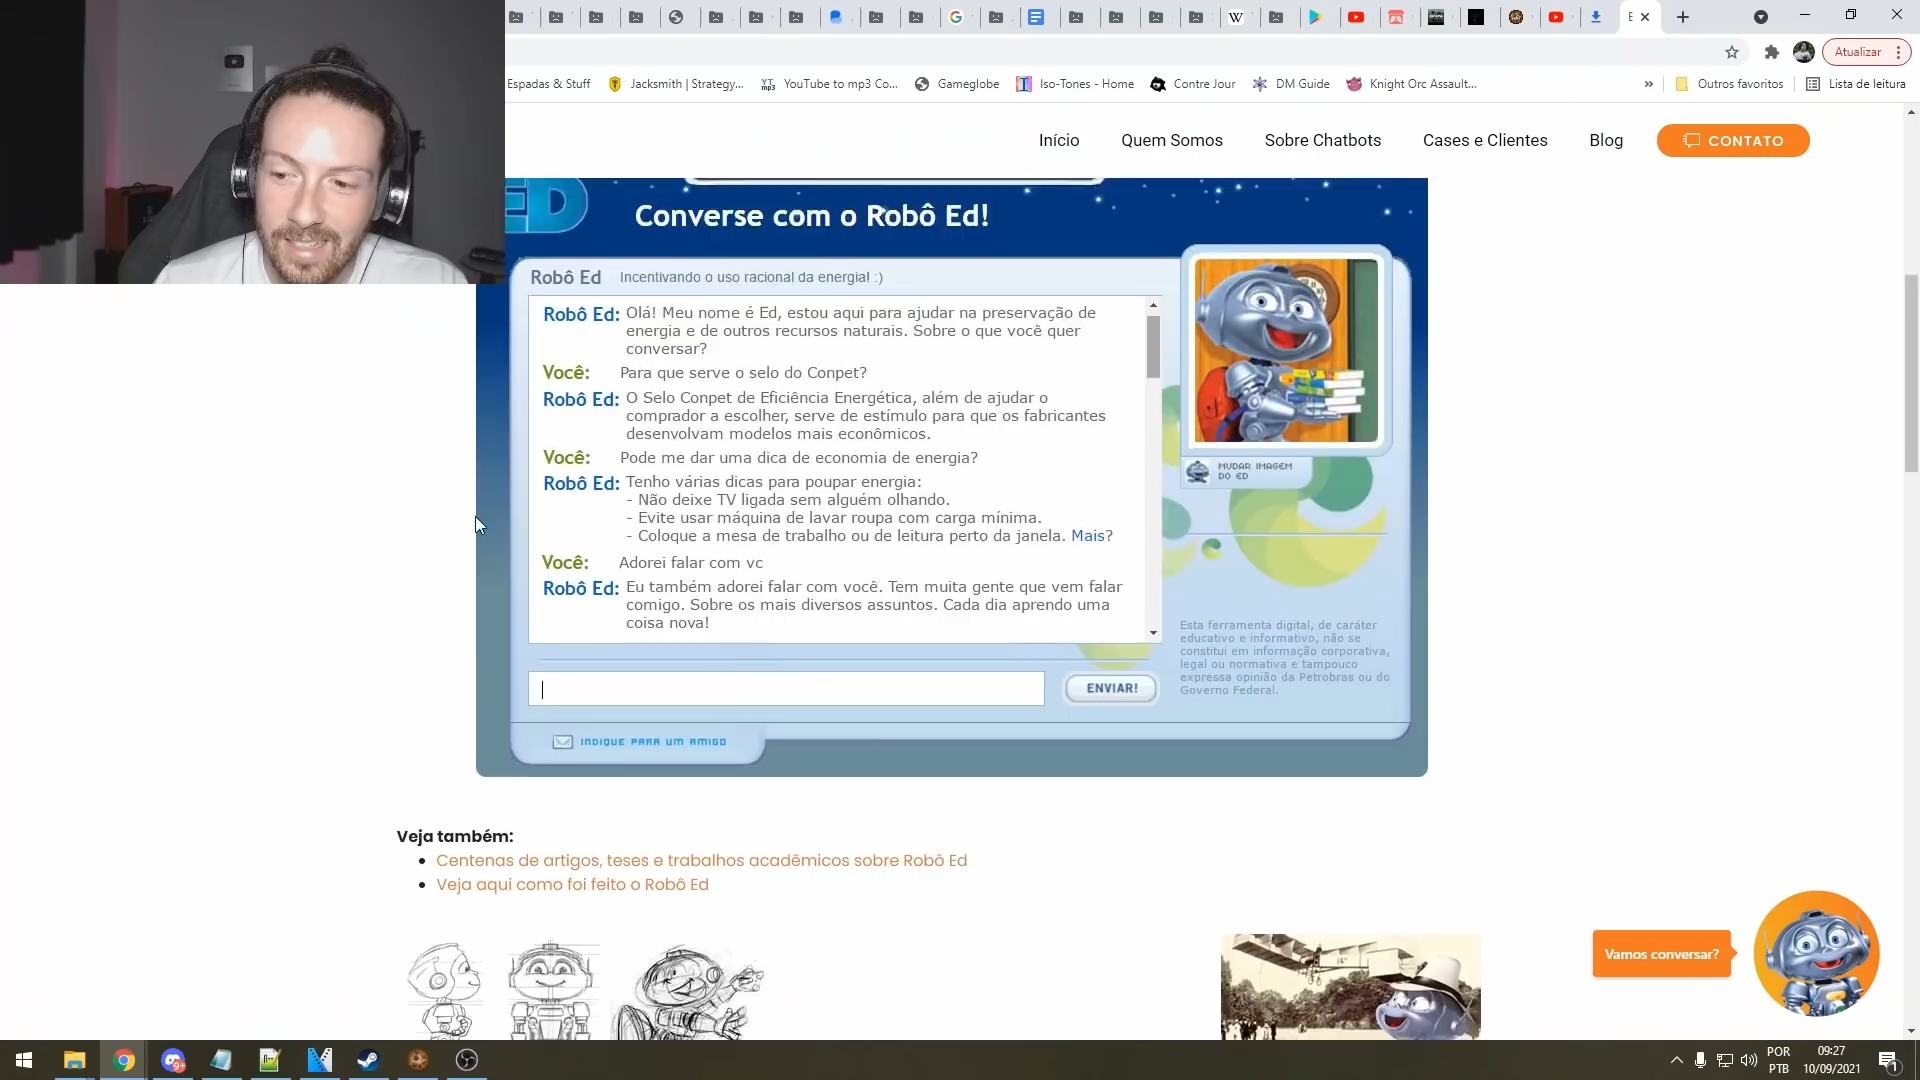 E
Atualizar
Espadas & Stuff
Jacksmith | Strategy...
YouTube to mp3 Co...
Gameglobe
Iso-Tones - Home
Contre Jour
DM Guide
Knight Orc Assault...
»
Outros favoritos
Lista de leitura
Início
Quem Somos
Sobre Chatbots
Cases e Clientes
Blog
CONTATO
ED
Converse com o Robô Ed!
Robô Ed Incentivando o uso racional da energia! :)
Robô Ed: Olá! Meu nome é Ed, estou aqui para ajudar na preservação de
energia e de outros recursos naturais. Sobre o que você quer
conversar?
Você: Para que serve o selo do Conpet?
Robô Ed: O Selo Conpet de Eficiência Energética, além de ajudar o
comprador a escolher, serve de estímulo para que os fabricantes
desenvolvam modelos mais econômicos.
Você: Pode me dar uma dica de economia de energia?
Robô Ed: Tenho várias dicas para poupar energia:
- Não deixe TV ligada sem alguém olhando.
- Evite usar máquina de lavar roupa com carga mínima.
- Coloque a mesa de trabalho ou de leitura perto da janela. Mais?
Você: Adorei falar com vc
Robô Ed: Eu também adorei falar com você. Tem muita gente que vem falar
comigo. Sobre os mais diversos assuntos. Cada dia aprendo uma
coisa nova!
MUDAR IMAGEM
DO ED
Esta ferramenta digital, de caráter
educativo e informativo, não se
constitui em informação corporativa,
legal ou normativa e tampouco
expressa opinião da Petrobras ou do
Governo Federal.
ENVIAR!
INDIQUE PARA UM AMIGO
Veja também:
Centenas de artigos, teses e trabalhos acadêmicos sobre Robô Ed
Veja aqui como foi feito o Robô Ed
Vamos conversar?
POR
PTB
09:27
10/09/2021